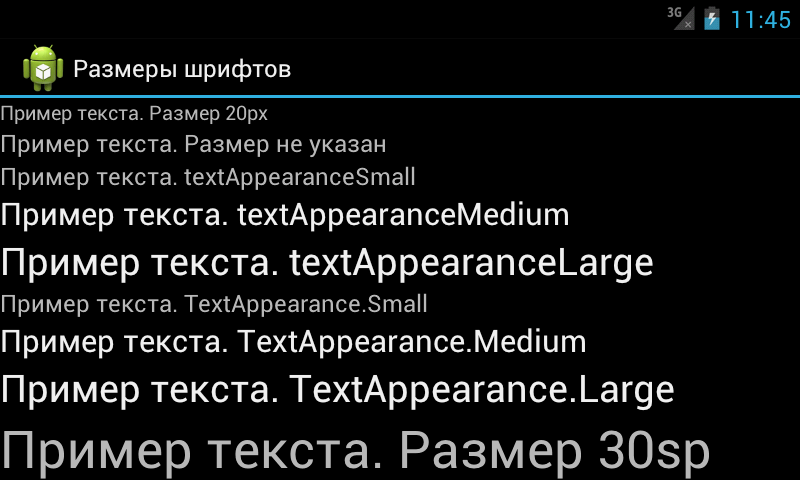 3G 11:45
Размеры шрифтов
Пример текста. Размер 20px
Пример текста. Размер не указан
Пример текста. textAppearanceSmall
Пример текста. textAppearanceMedium
Пример текста. textAppearanceLarge
Пример текста. TextAppearance.Small
Пример текста. TextAppearance.Medium
Пример текста. TextAppearance.Large
Пример текста. Размер 30sp